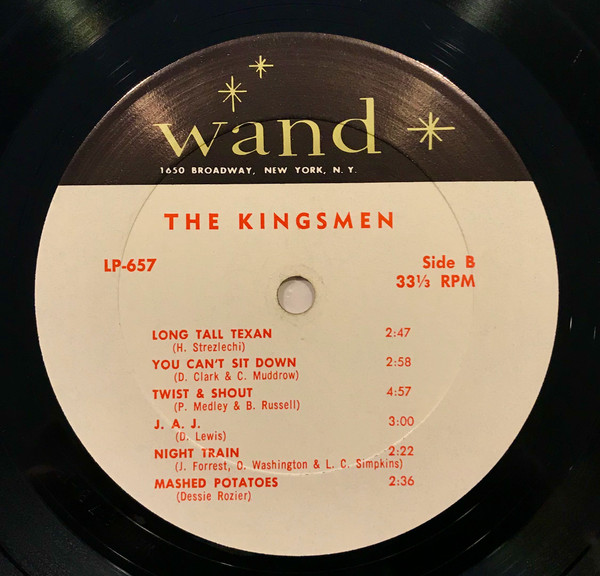 wand
1650 BROADWAY, NEW YORK, N. Y.
THE KINGSMEN
LP-657 Side B
33⅓ RPM
LONG TALL TEXAN 2:47
(H. Strezlechi)
YOU CAN'T SIT DOWN 2:58
(D. Clark & C. Muddrow)
TWIST & SHOUT 4:57
(P. Medley & B. Russell)
J. A. J. 3:00
(D. Lewis)
NIGHT TRAIN 2:22
(J. Forrest, O. Washington & L. C. Simpkins)
MASHED POTATOES 2:36
(Dessie Rozier)